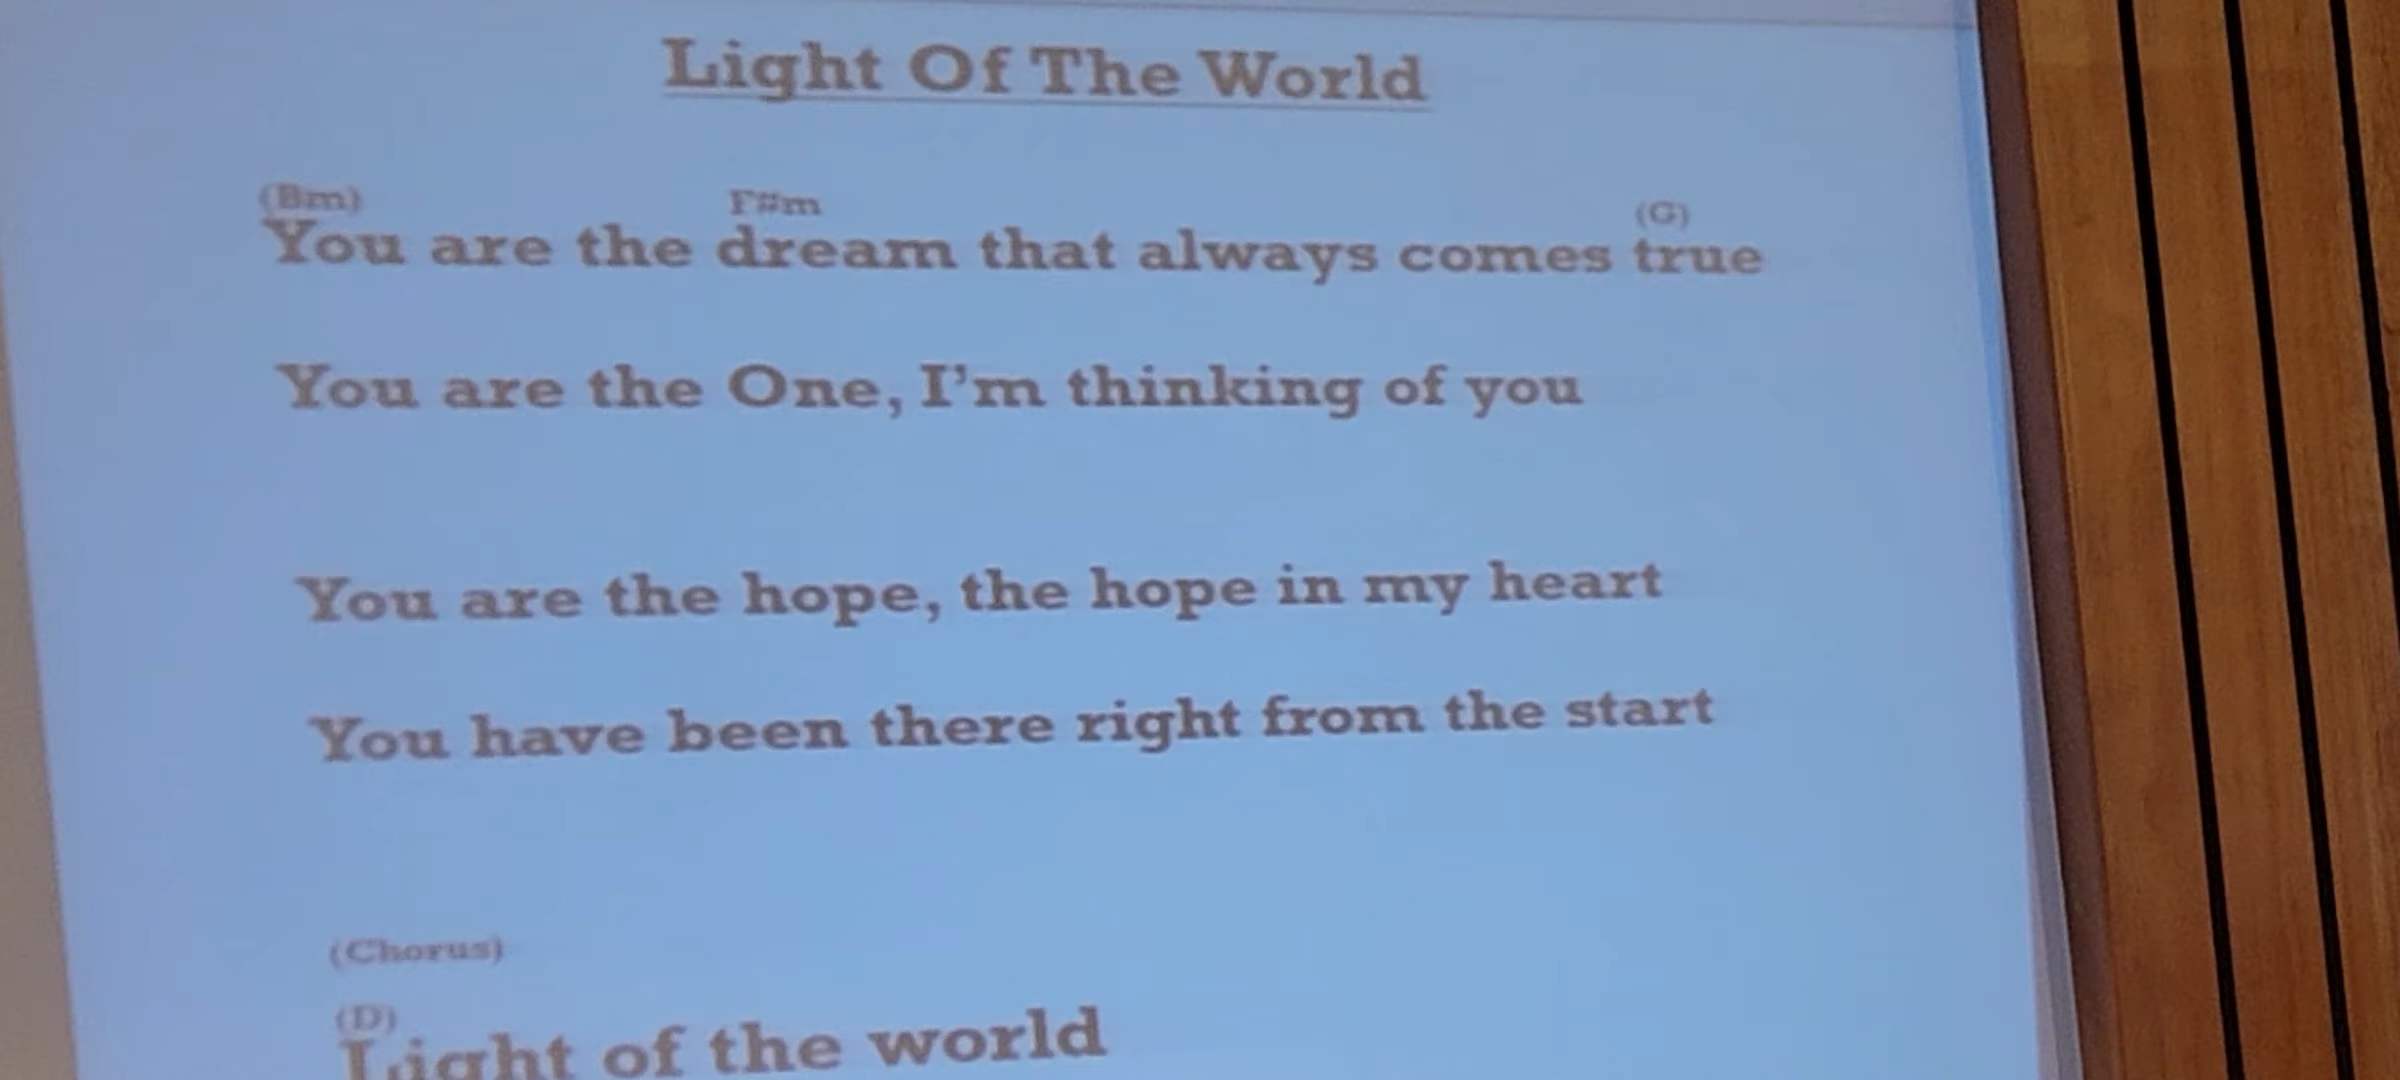 Light Of The World
(Bm) F#m (G)
You are the dream that always comes true
You are the One, I'm thinking of you
You are the hope, the hope in my heart
You have been there right from the start
(Chorus)
(D)
Light of the world